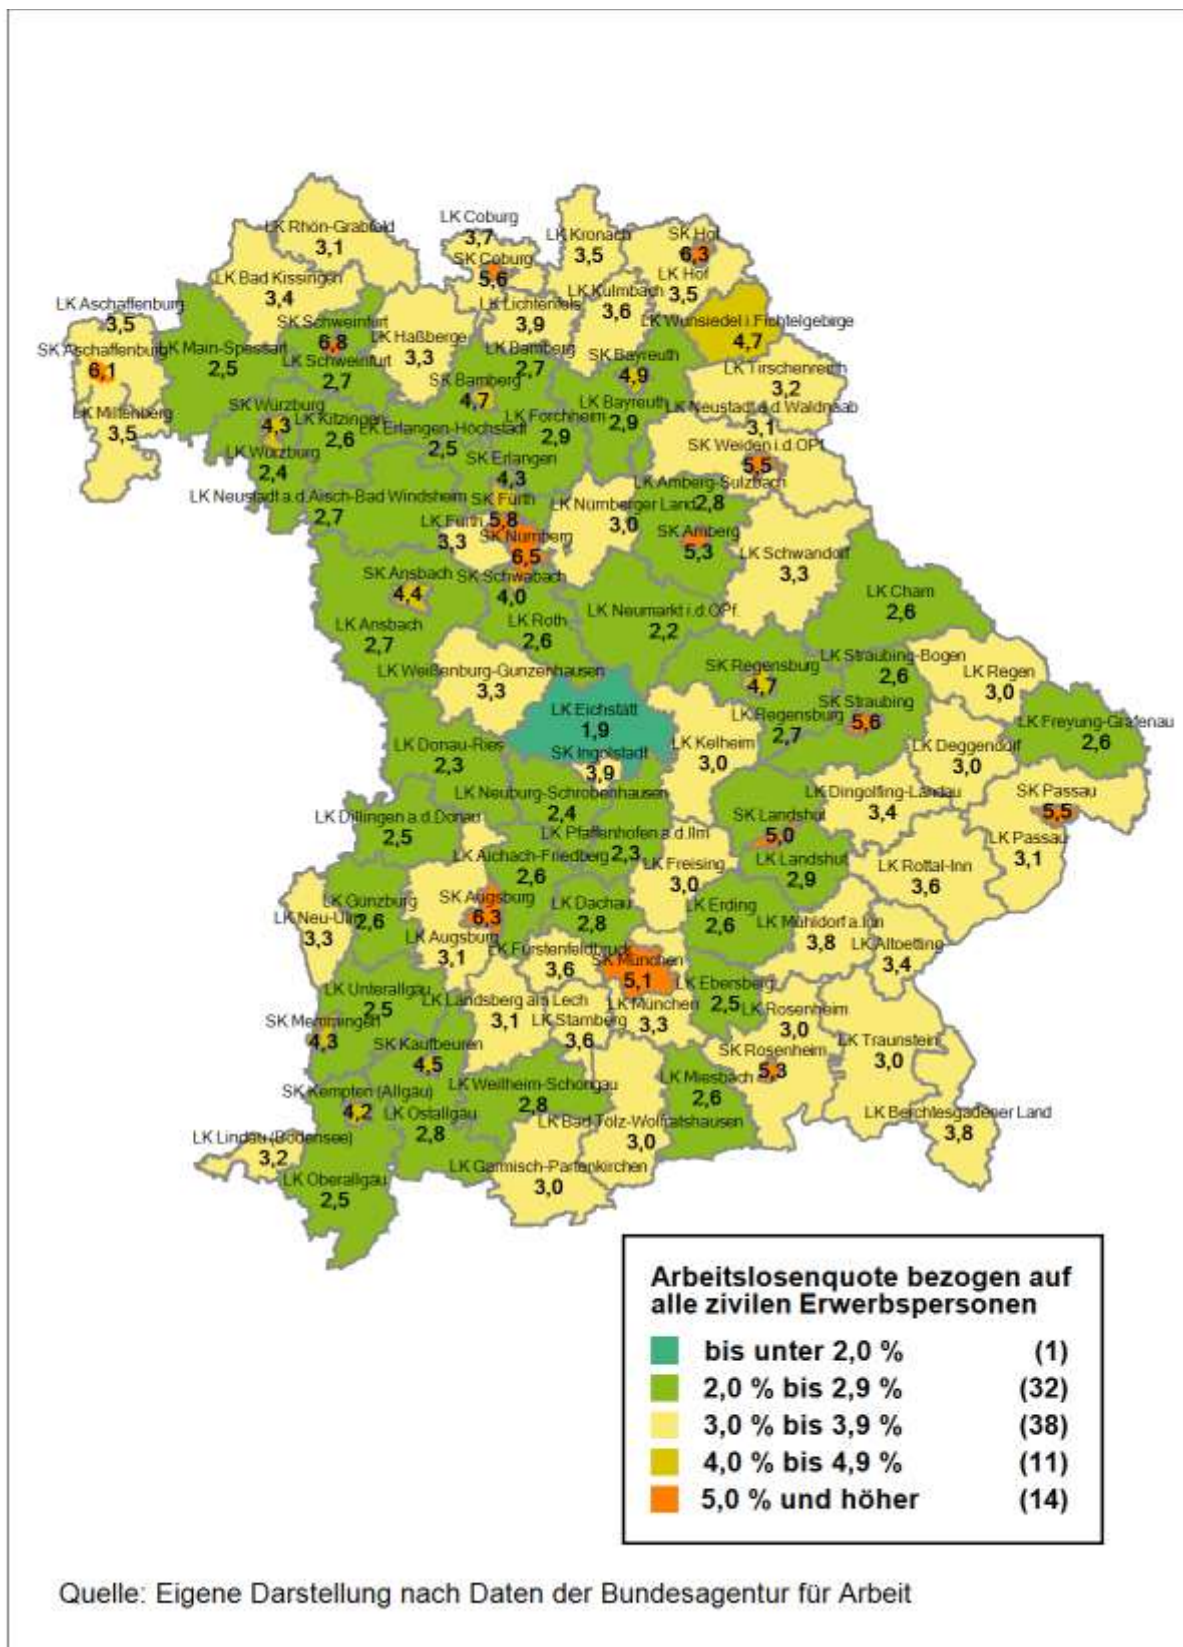 LK Rhön-Grabfeld
3,1
LK Coburg
3,7
SK Coburg
5,6
LK Kronach
3,5
SK Hof
6,3
LK Hof
3,5
LK Bad Kissingen
3,4
LK Lichtenfels
3,9
LK Kulmbach
3,6
LK Wunsiedel i.Fichtelgebirge
4,7
LK Aschaffenburg
3,5
SK Aschaffenburg
6,1
LK Main-Spessart
2,5
SK Schweinfurt
6,8
LK Schweinfurt
2,7
LK Haßberge
3,3
LK Bamberg
2,7
SK Bamberg
4,7
SK Bayreuth
4,9
LK Bayreuth
2,9
LK Tirschenreuth
3,2
LK Neustadt a.d.Waldnaab
3,1
SK Weiden i.d.OPf.
5,5
LK Miltenberg
3,5
SK Würzburg
4,3
LK Würzburg
2,4
LK Kitzingen
2,6
LK Erlangen-Höchstadt
2,5
LK Forchheim
2,9
SK Erlangen
4,3
LK Neustadt a.d.Aisch-Bad Windsheim
2,7
SK Fürth
5,8
LK Fürth
3,3
SK Nürnberg
6,5
LK Nürnberger Land
3,0
LK Amberg-Sulzbach
2,8
SK Amberg
5,3
LK Schwandorf
3,3
SK Ansbach
4,4
LK Ansbach
2,7
SK Schwabach
4,0
LK Roth
2,6
LK Neumarkt i.d.OPf.
2,2
LK Cham
2,6
LK Weißenburg-Gunzenhausen
3,3
SK Regensburg
4,7
LK Regensburg
2,7
LK Straubing-Bogen
2,6
SK Straubing
5,6
LK Regen
3,0
LK Freyung-Grafenau
2,6
LK Eichstätt
1,9
SK Ingolstadt
3,9
LK Kelheim
3,0
LK Deggendorf
3,0
LK Donau-Ries
2,3
LK Neuburg-Schrobenhausen
2,4
LK Dingolfing-Landau
3,4
SK Passau
5,5
LK Passau
3,1
LK Dillingen a.d.Donau
2,5
LK Pfaffenhofen a.d.Ilm
2,3
SK Landshut
5,0
LK Landshut
2,9
LK Rottal-Inn
3,6
LK Aichach-Friedberg
2,6
LK Freising
3,0
LK Günzburg
2,6
LK Neu-Ulm
3,3
SK Augsburg
6,3
LK Augsburg
3,1
LK Dachau
2,8
LK Erding
2,6
LK Mühldorf a.Inn
3,8
LK Altoetting
3,4
LK Fürstenfeldbruck
3,6
SK München
5,1
LK München
3,3
LK Ebersberg
2,5
LK Unterallgäu
2,5
SK Memmingen
4,3
LK Landsberg am Lech
3,1
LK Starnberg
3,6
LK Rosenheim
3,0
SK Rosenheim
5,3
LK Traunstein
3,0
SK Kaufbeuren
4,5
SK Kempten (Allgäu)
4,2
LK Ostallgäu
2,8
LK Weilheim-Schongau
2,8
LK Miesbach
2,6
LK Bad Tölz-Wolfratshausen
3,0
LK Berchtesgadener Land
3,8
LK Lindau (Bodensee)
3,2
LK Oberallgäu
2,5
LK Garmisch-Partenkirchen
3,0
Arbeitslosenquote bezogen auf
alle zivilen Erwerbspersonen
bis unter 2,0 % (1)
2,0 % bis 2,9 % (32)
3,0 % bis 3,9 % (38)
4,0 % bis 4,9 % (11)
5,0 % und höher (14)
Quelle: Eigene Darstellung nach Daten der Bundesagentur für Arbeit